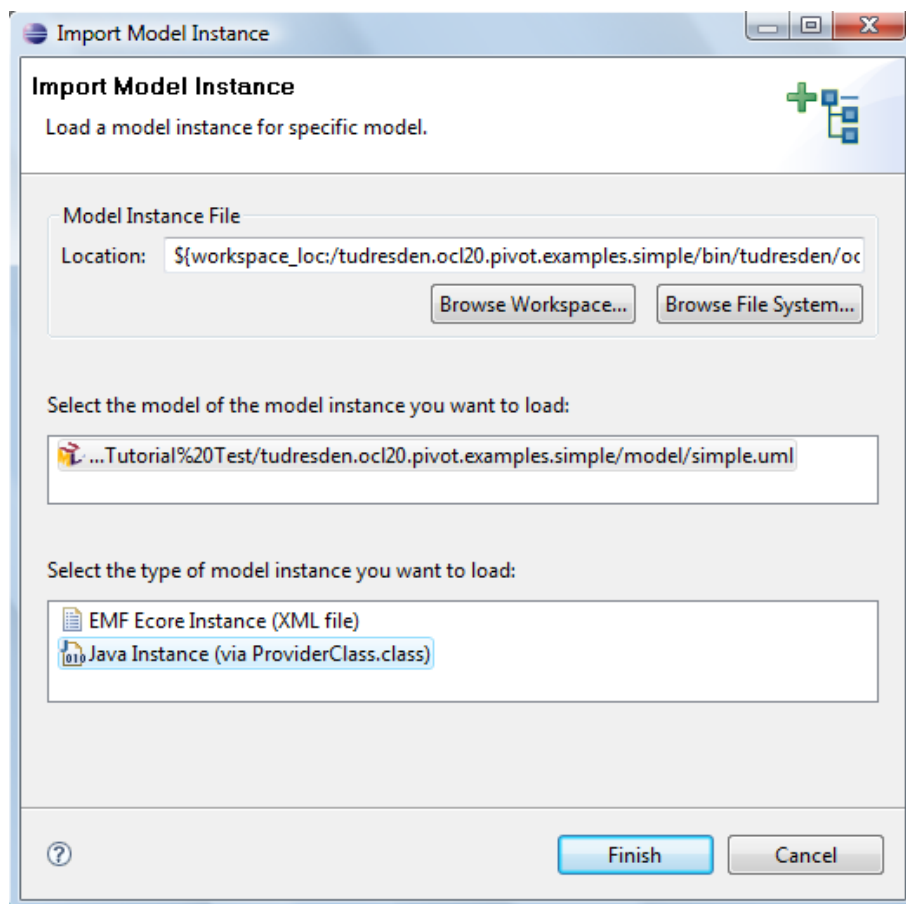 Import Model Instance
Import Model Instance
Load a model instance for specific model.
Model Instance File
Location: ${workspace_loc:/tudresden.ocl20.pivot.examples.simple/bin/tudresden/oc
Browse Workspace... Browse File System...
Select the model of the model instance you want to load:
...Tutorial%20Test/tudresden.ocl20.pivot.examples.simple/model/simple.uml
Select the type of model instance you want to load:
EMF Ecore Instance (XML file)
Java Instance (via ProviderClass.class)
Finish Cancel